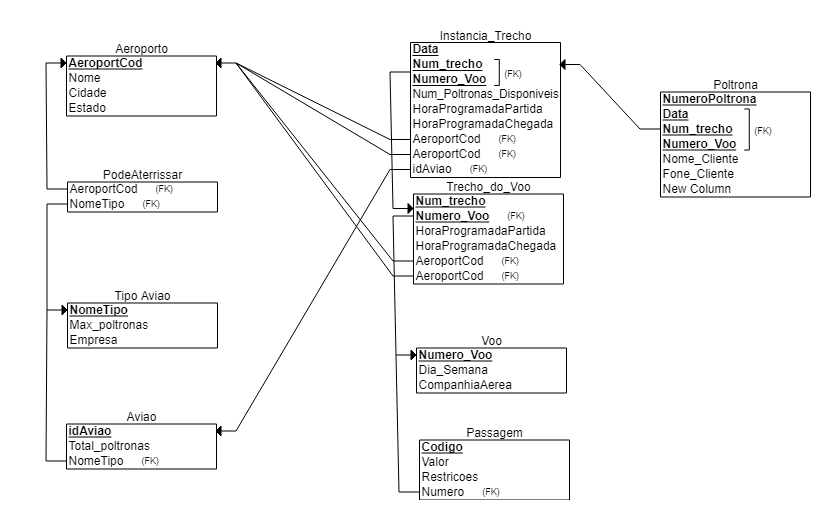 Aeroporto
AeroportCod
Nome
Cidade
Estado
PodeAterrissar
AeroportCod (FK)
NomeTipo (FK)
Tipo Aviao
NomeTipo
Max_poltronas
Empresa
Aviao
idAviao
Total_poltronas
NomeTipo (FK)
Instancia_Trecho
Data
Num_trecho
Numero_Voo
(FK)
Num_Poltronas_Disponiveis
HoraProgramadaPartida
HoraProgramadaChegada
AeroportCod (FK)
AeroportCod (FK)
idAviao (FK)
Trecho_do_Voo
Num_trecho
Numero_Voo (FK)
HoraProgramadaPartida
HoraProgramadaChegada
AeroportCod (FK)
AeroportCod (FK)
Voo
Numero_Voo
Dia_Semana
CompanhiaAerea
Passagem
Codigo
Valor
Restricoes
Numero (FK)
Poltrona
NumeroPoltrona
Data
Num_trecho
Numero_Voo
(FK)
Nome_Cliente
Fone_Cliente
New Column